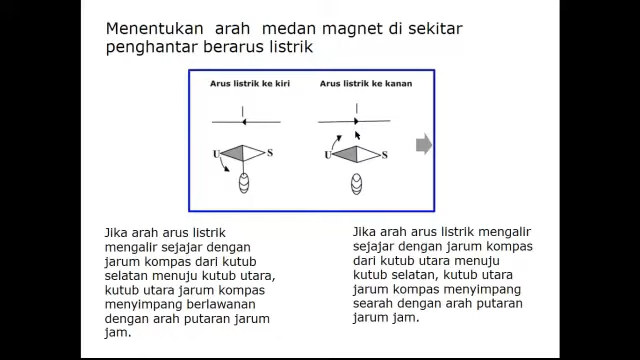 Menentukan arah medan magnet di sekitar
penghantar berarus listrik
Arus listrik ke kiri
Arus listrik ke kanan
I
I
U
S
U
S
Jika arah arus listrik
mengalir sejajar dengan
jarum kompas dari kutub
selatan menuju kutub utara,
kutub utara jarum kompas
menyimpang berlawanan
dengan arah putaran jarum
jam.
Jika arah arus listrik mengalir
sejajar dengan jarum kompas
dari kutub utara menuju
kutub selatan, kutub utara
jarum kompas menyimpang
searah dengan arah putaran
jarum jam.